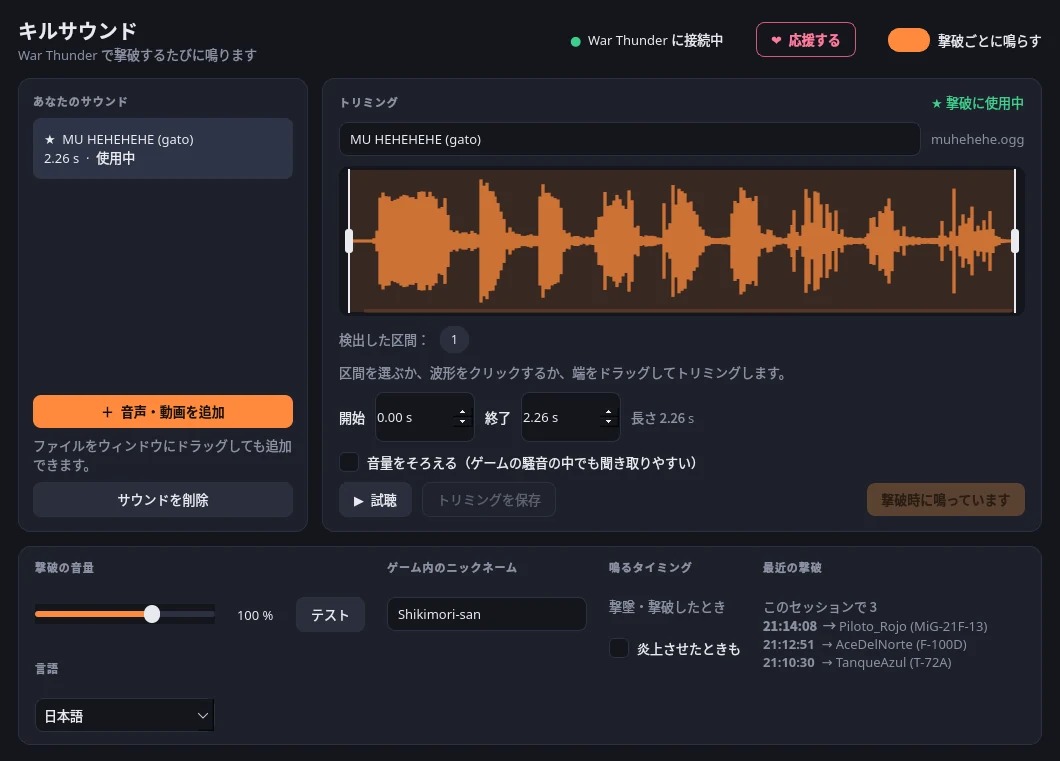 キルサウンド
War Thunder で撃破するたびに鳴ります
War Thunder に接続中
❤ 応援する
撃破ごとに鳴らす
あなたのサウンド
★ MU HEHEHEHE (gato)
2.26 s · 使用中
＋ 音声・動画を追加
ファイルをウィンドウにドラッグしても追加
できます。
サウンドを削除
トリミング
★ 撃破に使用中
MU HEHEHEHE (gato)
muhehehe.ogg
検出した区間：
1
区間を選ぶか、波形をクリックするか、端をドラッグしてトリミングします。
開始
0.00 s
終了
2.26 s
長さ 2.26 s
音量をそろえる（ゲームの騒音の中でも聞き取りやすい）
▶ 試聴
トリミングを保存
撃破時に鳴っています
撃破の音量
100 %
テスト
言語
日本語
ゲーム内のニックネーム
Shikimori-san
鳴るタイミング
撃墜・撃破したとき
炎上させたときも
最近の撃破
このセッションで 3
21:14:08 → Piloto_Rojo (MiG-21F-13)
21:12:51 → AceDelNorte (F-100D)
21:10:30 → TanqueAzul (T-72A)